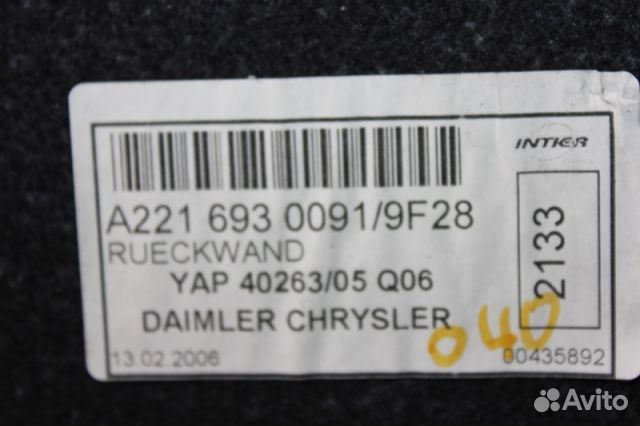 INTIER
A221 693 0091/9F28
RUECKWAND
YAP 40263/05 Q06
DAIMLER CHRYSLER
2133
040
13 02 2006
00435892
Avito